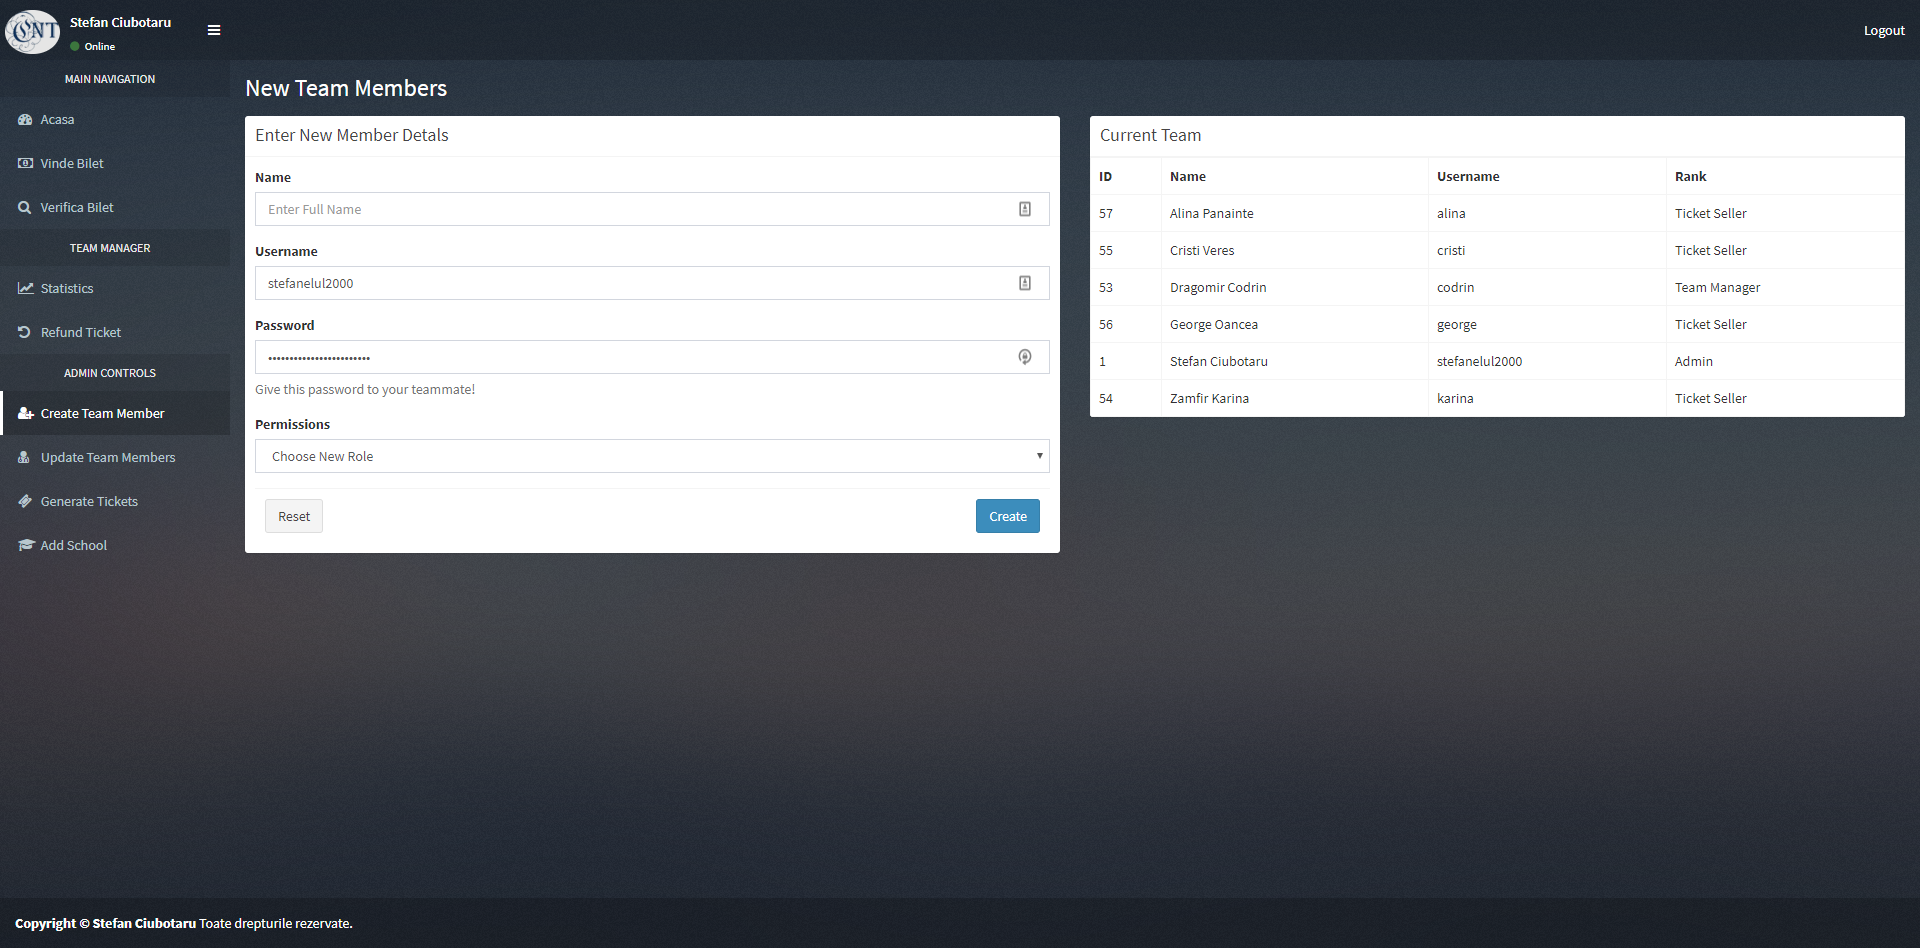 CSNT
Stefan Ciubotaru
Online
Logout
MAIN NAVIGATION
Acasa
Vinde Bilet
Verifica Bilet
TEAM MANAGER
Statistics
Refund Ticket
ADMIN CONTROLS
Create Team Member
Update Team Members
Generate Tickets
Add School
New Team Members
Enter New Member Detals
Name
Enter Full Name
Username
stefanelul2000
Password
••••••••••••••••••••••••
Give this password to your teammate!
Permissions
Choose New Role
Reset
Create
Current Team
ID Name Username Rank
57 Alina Panainte alina Ticket Seller
55 Cristi Veres cristi Ticket Seller
53 Dragomir Codrin codrin Team Manager
56 George Oancea george Ticket Seller
1 Stefan Ciubotaru stefanelul2000 Admin
54 Zamfir Karina karina Ticket Seller
Copyright © Stefan Ciubotaru Toate drepturile rezervate.